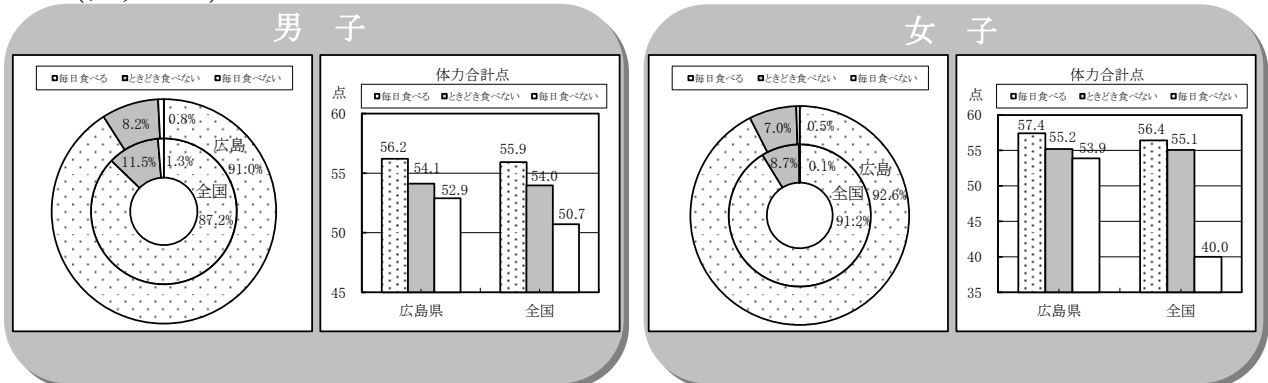 男 子
毎日食べる ときどき食べない 毎日食べない
8.2%
0.8%
広島
91.0%
11.5%
1.3%
全国
87.2%
体力合計点
点
毎日食べる ときどき食べない 毎日食べない
60
55
50
45
56.2
54.1
52.9
55.9
54.0
50.7
広島県 全国
女 子
毎日食べる ときどき食べない 毎日食べない
7.0%
0.5%
広島
92.6%
8.7%
0.1%
全国
91.2%
体力合計点
点
毎日食べる ときどき食べない 毎日食べない
60
55
50
45
40
35
57.4
55.2
53.9
56.4
55.1
40.0
広島県 全国